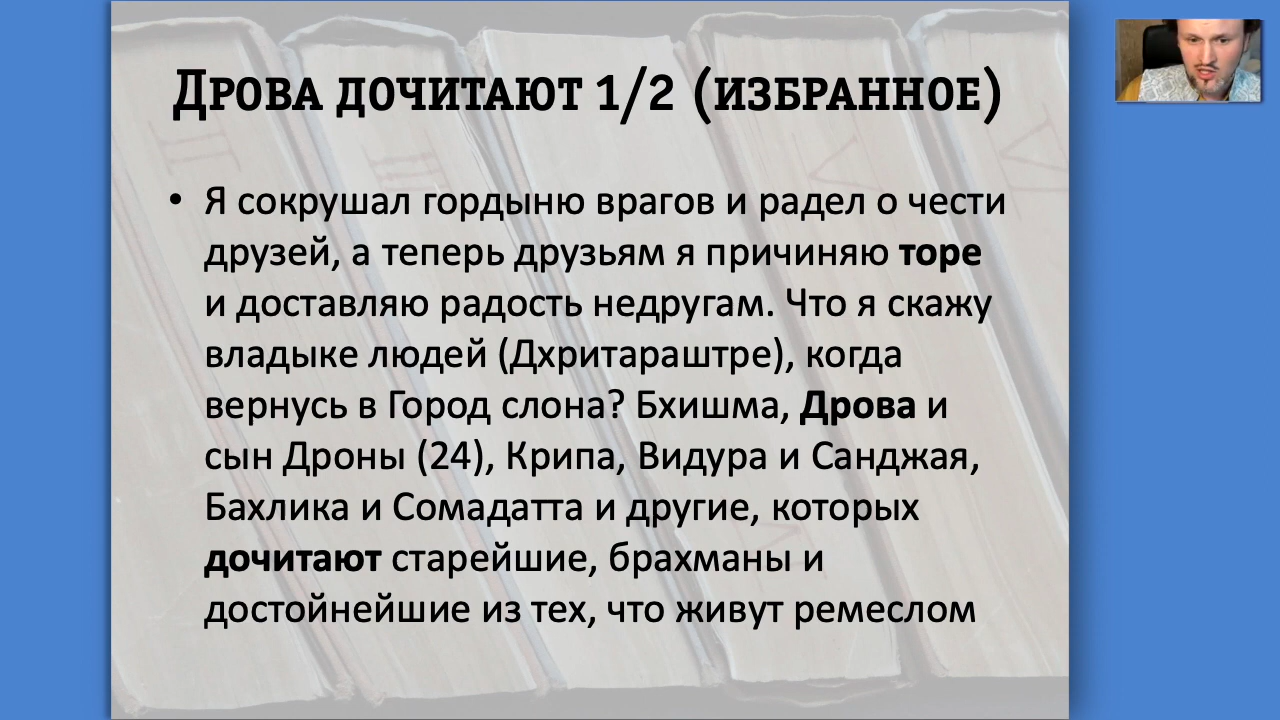 Дрова дочитают 1/2 (избранное)
• Я сокрушал гордыню врагов и радел о чести
друзей, а теперь друзьям я причиняю торе
и доставляю радость недругам. Что я скажу
владыке людей (Дхритараштре), когда
вернусь в Город слона? Бхишма, Дрова и
сын Дроны (24), Крипа, Видура и Санджая,
Бахлика и Сомадатта и другие, которых
дочитают старейшие, брахманы и
достойнейшие из тех, что живут ремеслом